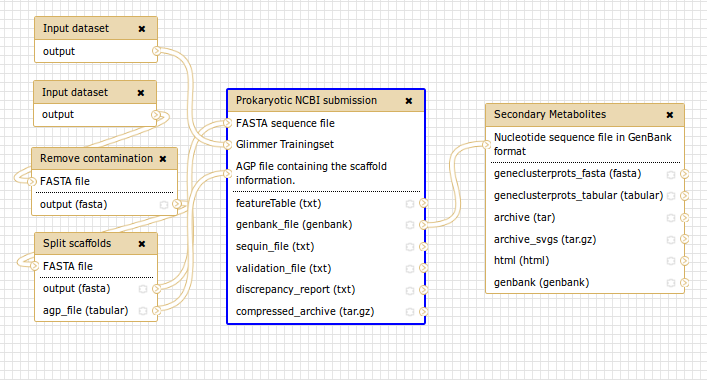 Input dataset
output
Input dataset
output
Remove contamination
FASTA file
output (fasta)
Split scaffolds
FASTA file
output (fasta)
agp_file (tabular)
Prokaryotic NCBI submission
FASTA sequence file
Glimmer Trainingset
AGP file containing the scaffold
information.
featureTable (txt)
genbank_file (genbank)
sequin_file (txt)
validation_file (txt)
discrepancy_report (txt)
compressed_archive (tar.gz)
Secondary Metabolites
Nucleotide sequence file in GenBank
format
geneclusterprots_fasta (fasta)
geneclusterprots_tabular (tabular)
archive (tar)
archive_svgs (tar.gz)
html (html)
genbank (genbank)